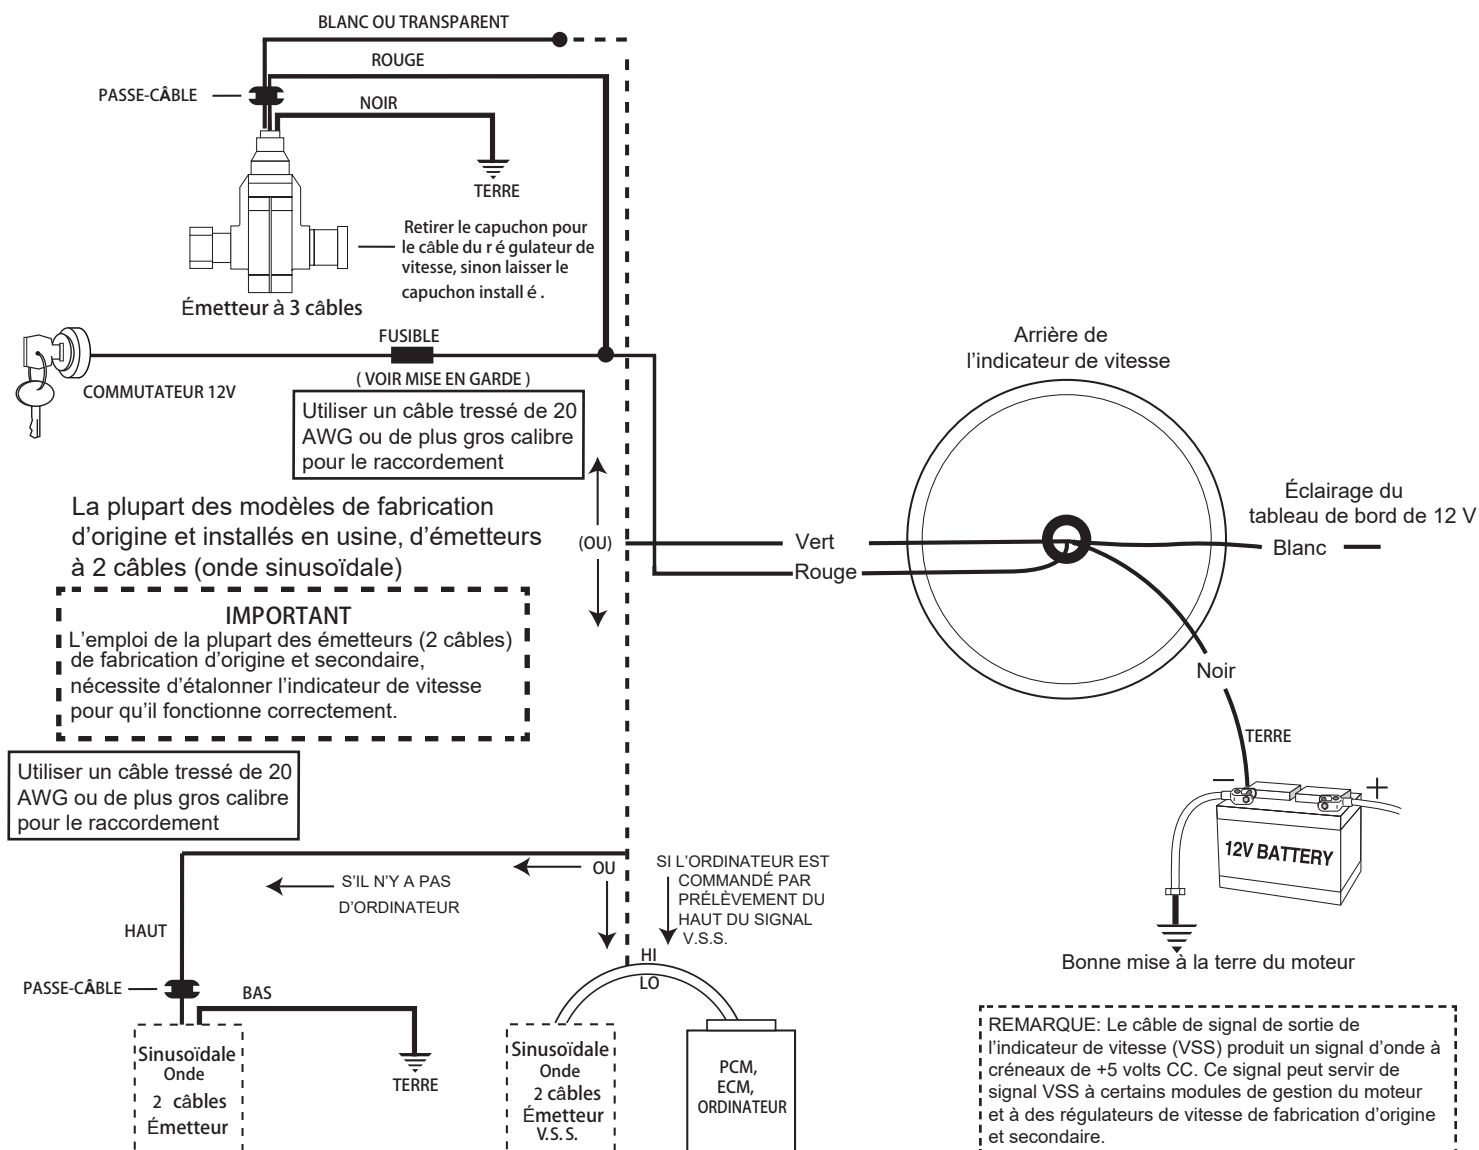 BLANC OU TRANSPARENT
ROUGE
PASSE-CÂBLE
NOIR
TERRE
Retirer le capuchon pour
le câble du r é gulateur de
vitesse, sinon laisser le
capuchon install é .
Émetteur à 3 câbles
FUSIBLE
( VOIR MISE EN GARDE )
COMMUTATEUR 12V
Utiliser un câble tressé de 20
AWG ou de plus gros calibre
pour le raccordement
Arrière de
l'indicateur de vitesse
La plupart des modèles de fabrication
d'origine et installés en usine, d'émetteurs
à 2 câbles (onde sinusoïdale)
(OU)
Vert
Rouge
Éclairage du
tableau de bord de 12 V
Blanc
IMPORTANT
L'emploi de la plupart des émetteurs (2 câbles)
de fabrication d'origine et secondaire,
nécessite d'étalonner l'indicateur de vitesse
pour qu'il fonctionne correctement.
Noir
TERRE
– +
12V BATTERY
Bonne mise à la terre du moteur
Utiliser un câble tressé de 20
AWG ou de plus gros calibre
pour le raccordement
S'IL N'Y A PAS
D'ORDINATEUR
OU
SI L'ORDINATEUR EST
COMMANDÉ PAR
PRÉLÈVEMENT DU
HAUT DU SIGNAL
V.S.S.
HAUT
PASSE-CÂBLE
BAS
TERRE
HI
LO
Sinusoïdale
Onde
2 câbles
Émetteur
Sinusoïdale
Onde
2 câbles
Émetteur
V.S. S.
PCM,
ECM,
ORDINATEUR
REMARQUE: Le câble de signal de sortie de
l'indicateur de vitesse (VSS) produit un signal d'onde à
créneaux de +5 volts CC. Ce signal peut servir de
signal VSS à certains modules de gestion du moteur
et à des régulateurs de vitesse de fabrication d'origine
et secondaire.